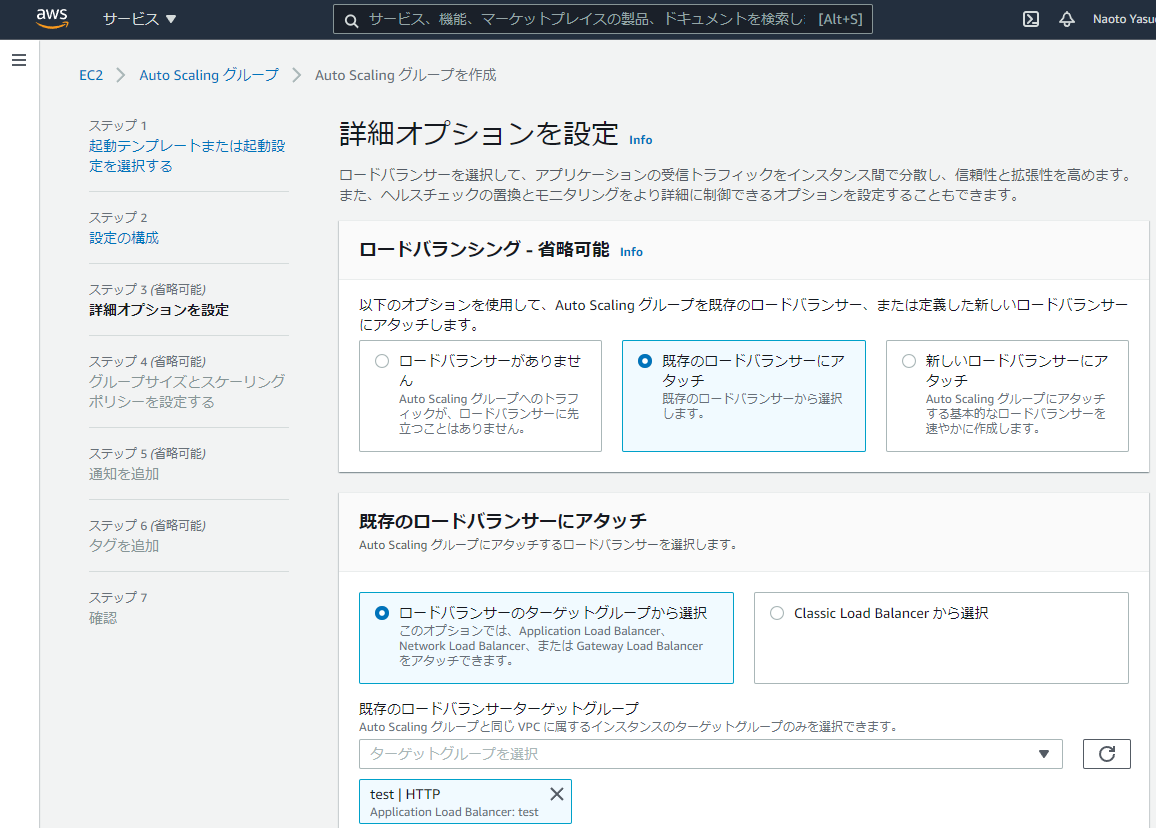 aws
サービス
サービス、機能、マーケットプレイスの製品、ドキュメントを検索し
[Alt+S]
Naoto Yasu
EC2
Auto Scaling グループ
Auto Scaling グループを作成
ステップ 1
起動テンプレートまたは起動設
定を選択する
ステップ 2
設定の構成
ステップ 3 (省略可能)
詳細オプションを設定
ステップ 4 (省略可能)
グループサイズとスケーリング
ポリシーを設定する
ステップ 5 (省略可能)
通知を追加
ステップ 6 (省略可能)
タグを追加
ステップ 7
確認
詳細オプションを設定 Info
ロードバランサーを選択して、アプリケーションの受信トラフィックをインスタンス間で分散し、信頼性と拡張性を高めます。
また、ヘルスチェックの置換とモニタリングをより詳細に制御できるオプションを設定することもできます。
ロードバランシング - 省略可能 Info
以下のオプションを使用して、Auto Scaling グループを既存のロードバランサー、または定義した新しいロードバランサー
にアタッチします。
ロードバランサーがありませ
ん
Auto Scaling グループへのトラフ
ィックが、ロードバランサーに先
立つことはありません。
既存のロードバランサーにア
タッチ
既存のロードバランサーから選択
します。
新しいロードバランサーにア
タッチ
Auto Scaling グループにアタッチ
する基本的なロードバランサーを
速やかに作成します。
既存のロードバランサーにアタッチ
Auto Scaling グループにアタッチするロードバランサーを選択します。
ロードバランサーのターゲットグループから選択
このオプションでは、Application Load Balancer、
Network Load Balancer、または Gateway Load Balancer
をアタッチできます。
Classic Load Balancer から選択
既存のロードバランサーターゲットグループ
Auto Scaling グループと同じ VPC に属するインスタンスのターゲットグループのみを選択できます。
ターゲットグループを選択
test | HTTP
Application Load Balancer: test